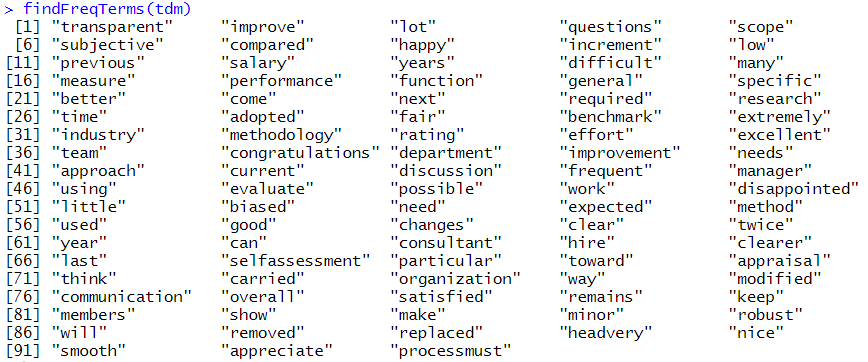 > findFreqTerms(tdm)
[1] "transparent" "improve" "lot" "questions" "scope"
[6] "subjective" "compared" "happy" "increment" "low"
[11] "previous" "salary" "years" "difficult" "many"
[16] "measure" "performance" "function" "general" "specific"
[21] "better" "come" "next" "required" "research"
[26] "time" "adopted" "fair" "benchmark" "extremely"
[31] "industry" "methodology" "rating" "effort" "excellent"
[36] "team" "congratulations" "department" "improvement" "needs"
[41] "approach" "current" "discussion" "frequent" "manager"
[46] "using" "evaluate" "possible" "work" "disappointed"
[51] "little" "biased" "need" "expected" "method"
[56] "used" "good" "changes" "clear" "twice"
[61] "year" "can" "consultant" "hire" "clearer"
[66] "last" "selfassessment" "particular" "toward" "appraisal"
[71] "think" "carried" "organization" "way" "modified"
[76] "communication" "overall" "satisfied" "remains" "keep"
[81] "members" "show" "make" "minor" "robust"
[86] "will" "removed" "replaced" "headvery" "nice"
[91] "smooth" "appreciate" "processmust"